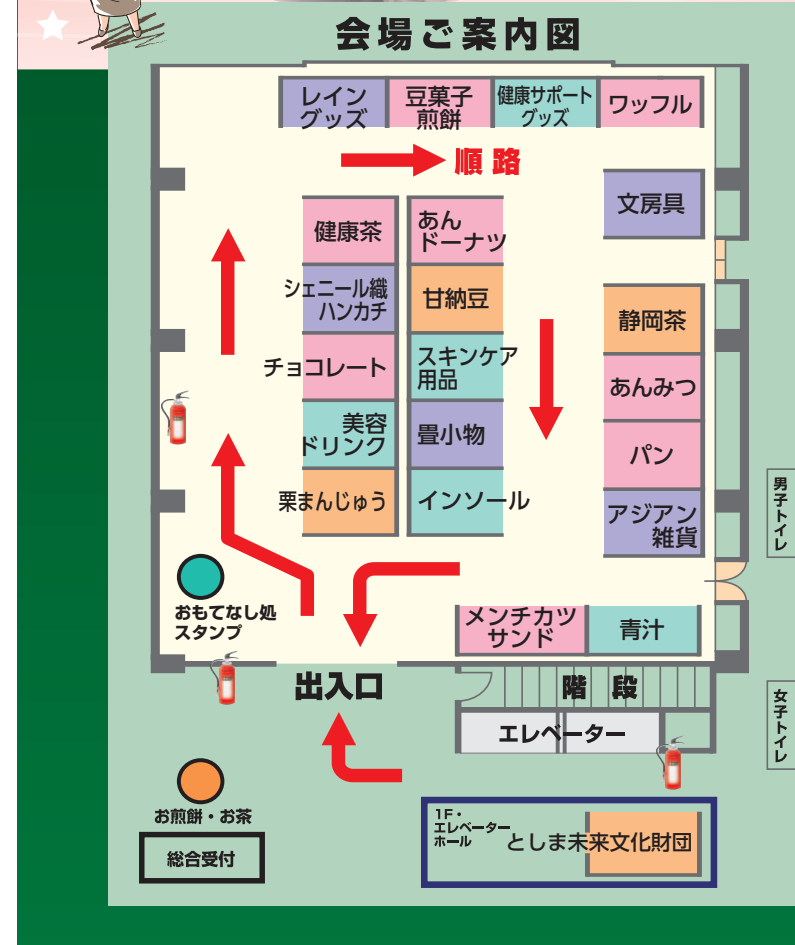 会場ご案内図
レイン
グッズ
豆菓子
煎餅
健康サポート
グッズ
ワッフル
順路
文房具
健康茶
あん
ドーナツ
シェニール織
ハンカチ
甘納豆
静岡茶
チョコレート
スキンケア
用品
あんみつ
美容
ドリンク
畳小物
パン
栗まんじゅう
インソール
アジアン
雑貨
男子トイレ
おもてなし処
スタンプ
メンチカツ
サンド
青汁
出入口
階段
女子トイレ
エレベーター
お煎餅・お茶
総合受付
1F・
エレベーター
ホール
としま未来文化財団